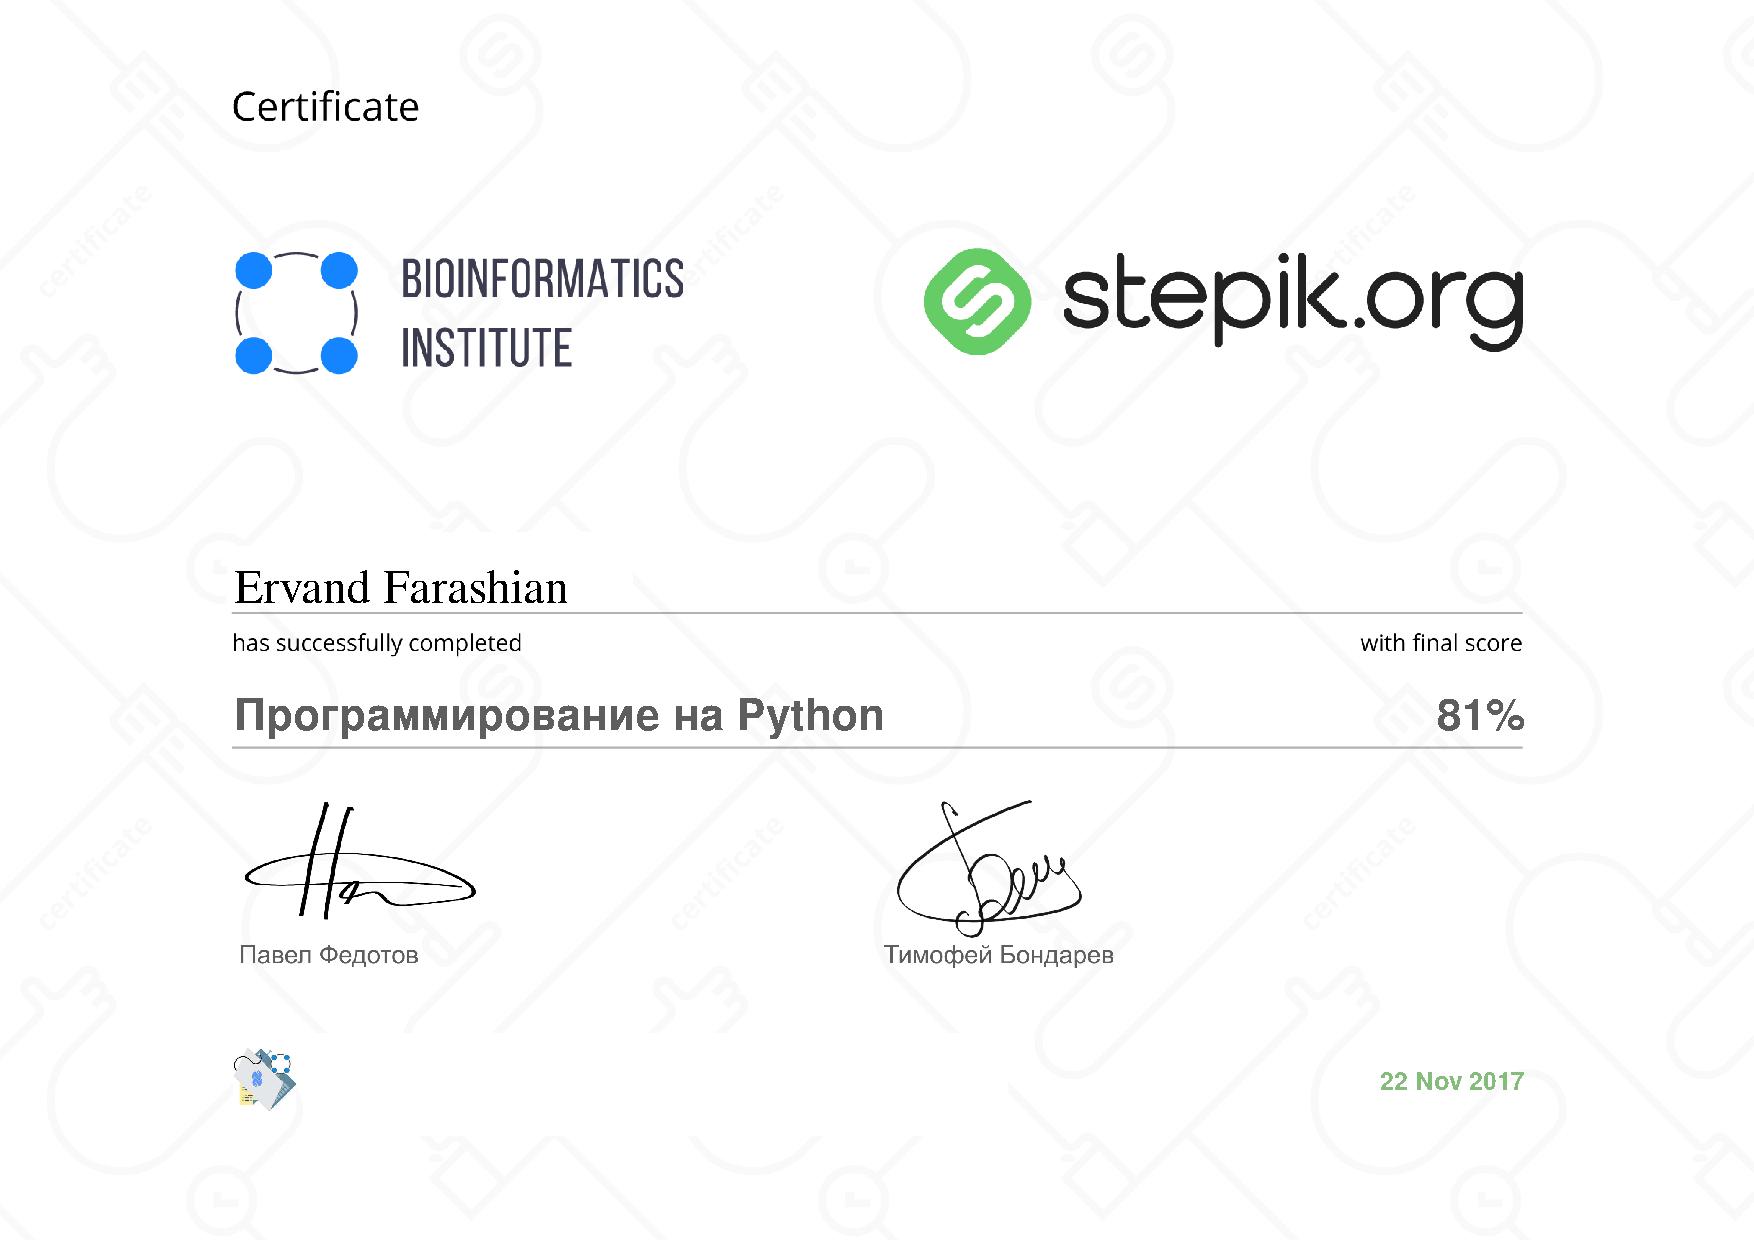 Certificate
BIOINFORMATICS
INSTITUTE
stepik.org
Ervand Farashian
has successfully completed
with final score
Программирование на Python
81%
Павел Федотов
Тимофей Бондарев
22 Nov 2017